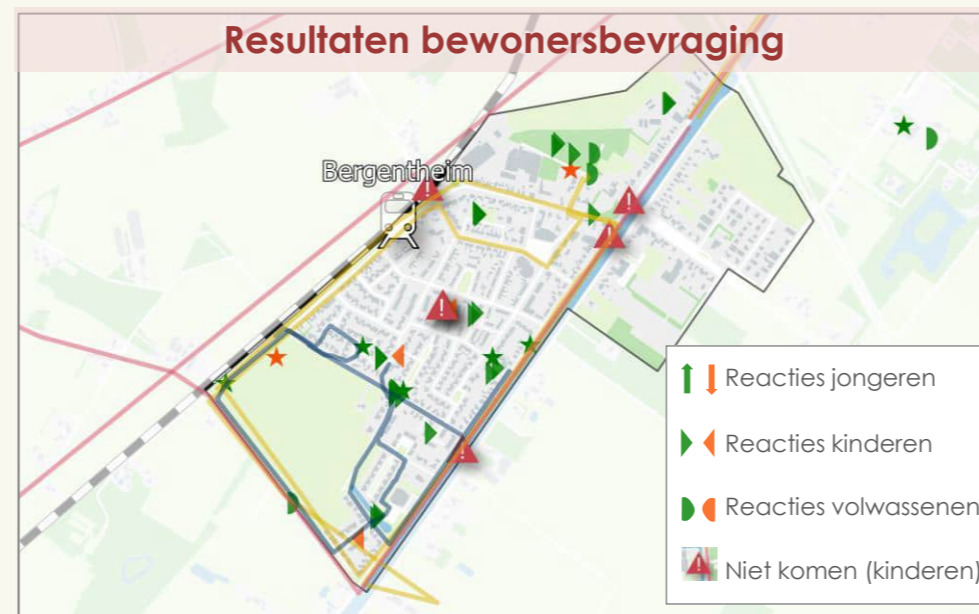 Resultaten bewonersbevraging
Bergentheim
Reacties jongeren
Reacties kinderen
Reacties volwassenen
Niet komen (kinderen)